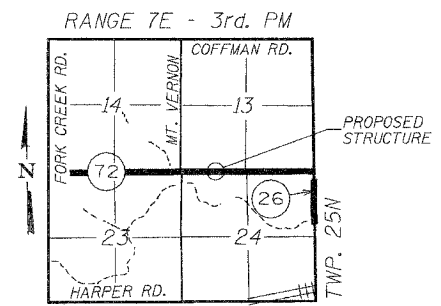 RANGE 7E - 3rd. PM
COFFMAN RD.
FORK CREEK RD.
MT. VERNON
14
13
PROPOSED
STRUCTURE
N
72
26
TWP. 25N
23
24
HARPER RD.